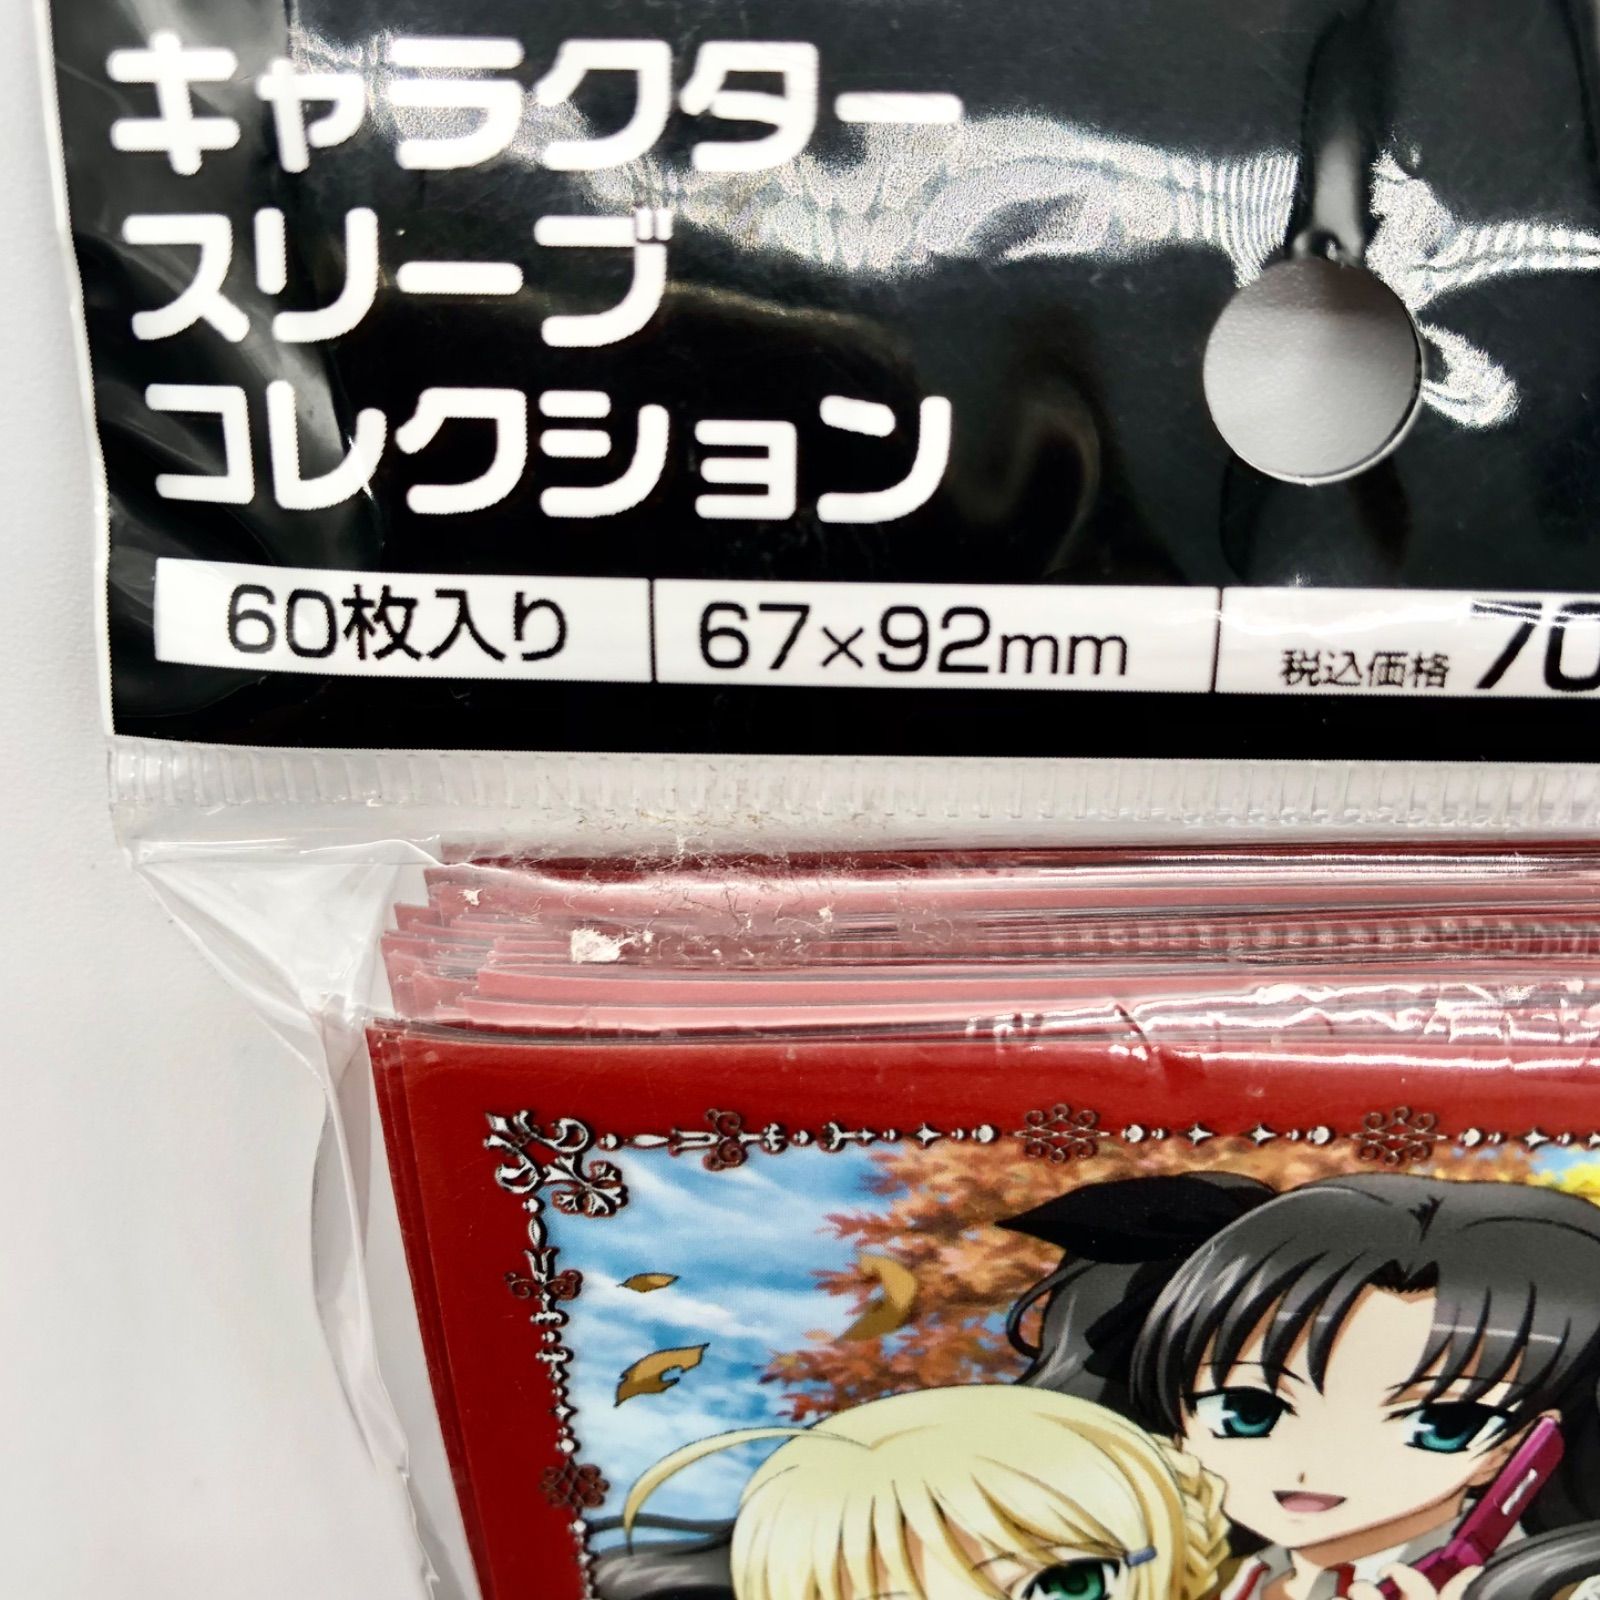 キャラクター
スリーブ
コレクション
60枚入り 67×92mm 税込価格 70